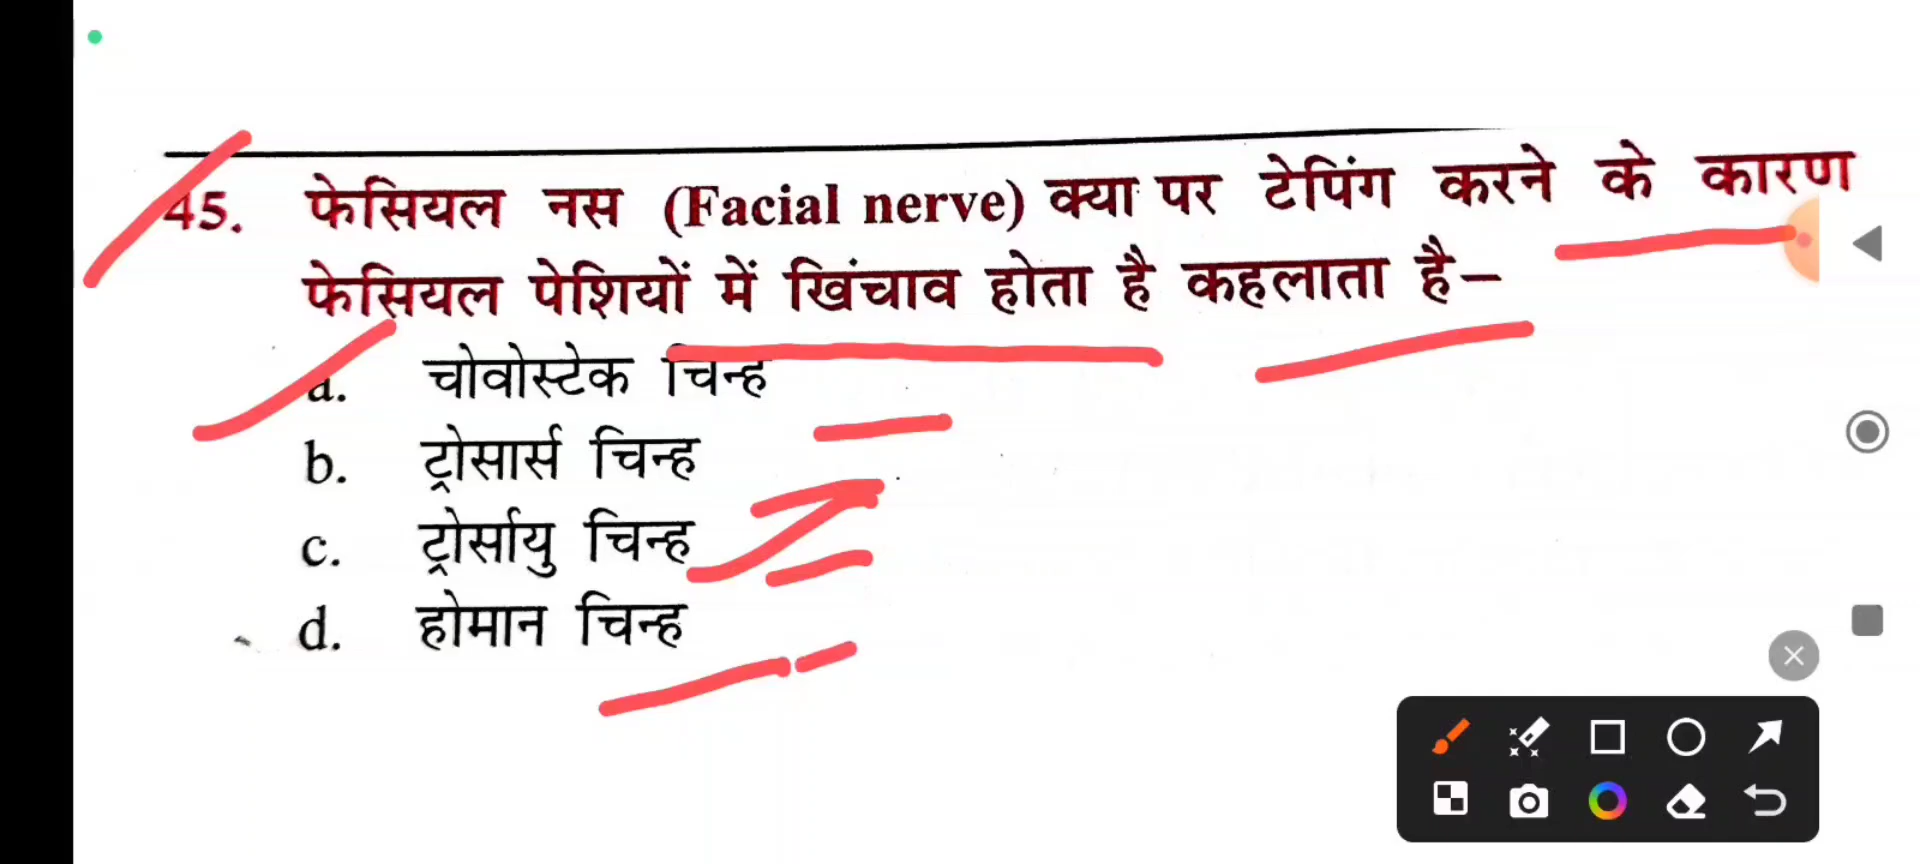 45. फेसियल नस (Facial nerve) क्या पर टेपिंग करने के कारण
फेसियल पेशियों में खिंचाव होता है कहलाता है–
a. चोवोस्टेक चिन्ह
b. ट्रोसार्स चिन्ह
c. ट्रोर्सायु चिन्ह
d. होमान चिन्ह